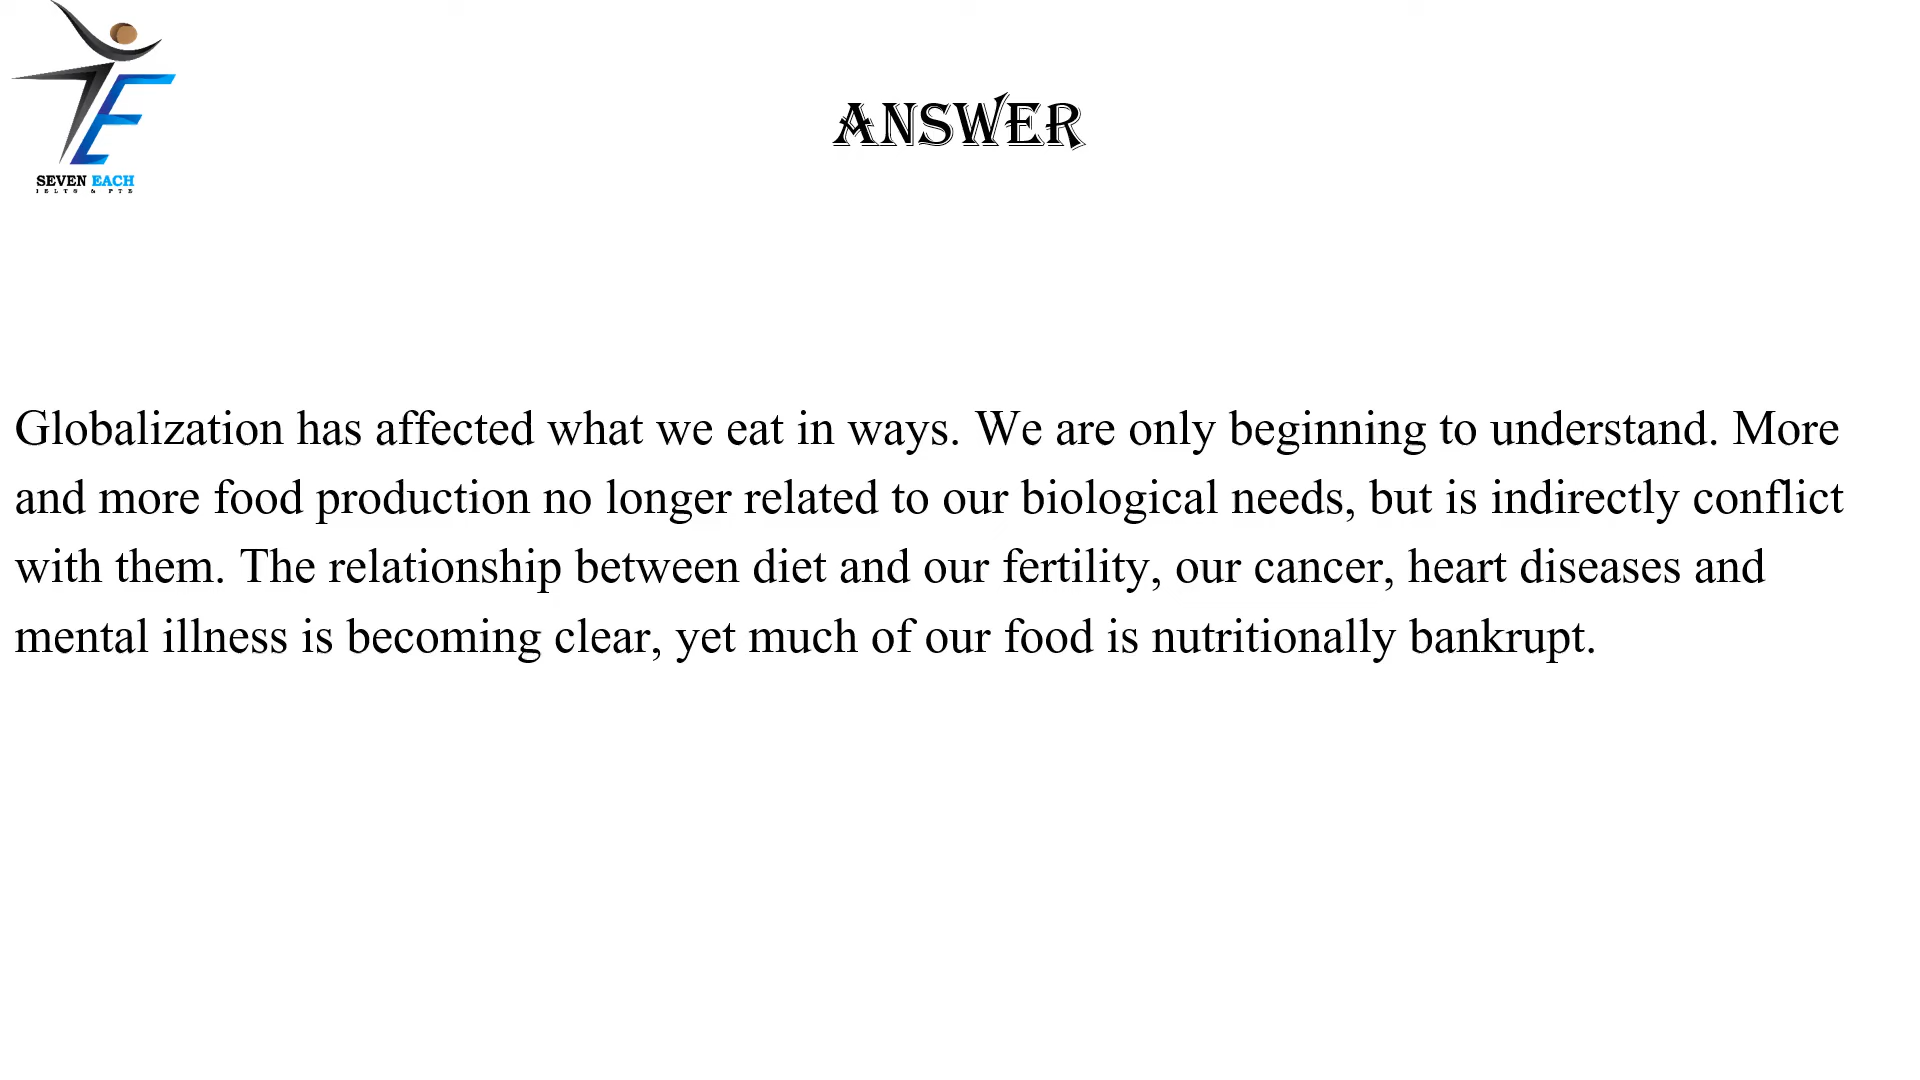 SEVEN EACH
IELTS & PTE
ANSWER
Globalization has affected what we eat in ways. We are only beginning to understand. More
and more food production no longer related to our biological needs, but is indirectly conflict
with them. The relationship between diet and our fertility, our cancer, heart diseases and
mental illness is becoming clear, yet much of our food is nutritionally bankrupt.